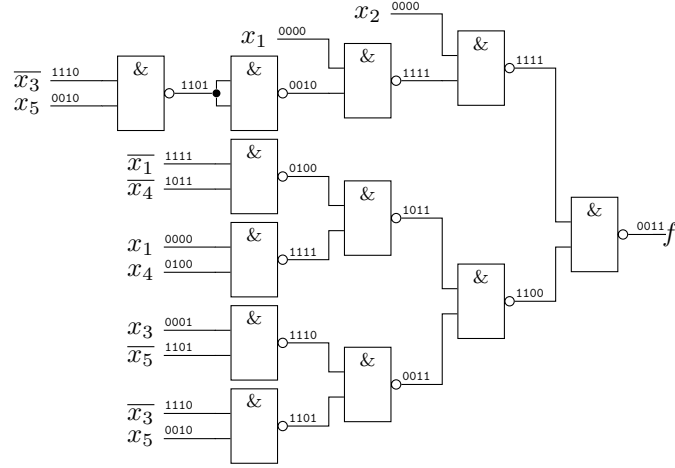 x₂ 0000
x₁ 0000 & 1111
& & 0010 & 1111
x̅₃ 1110 1101
x₅ 0010
x̅₁ 1111 & 0100
x̅₄ 1011
& 1011 & 0011 f
x₁ 0000 & 1111
x₄ 0100
& 1100
x₃ 0001 & 1110
x̅₅ 1101
& 0011
x̅₃ 1110 & 1101
x₅ 0010